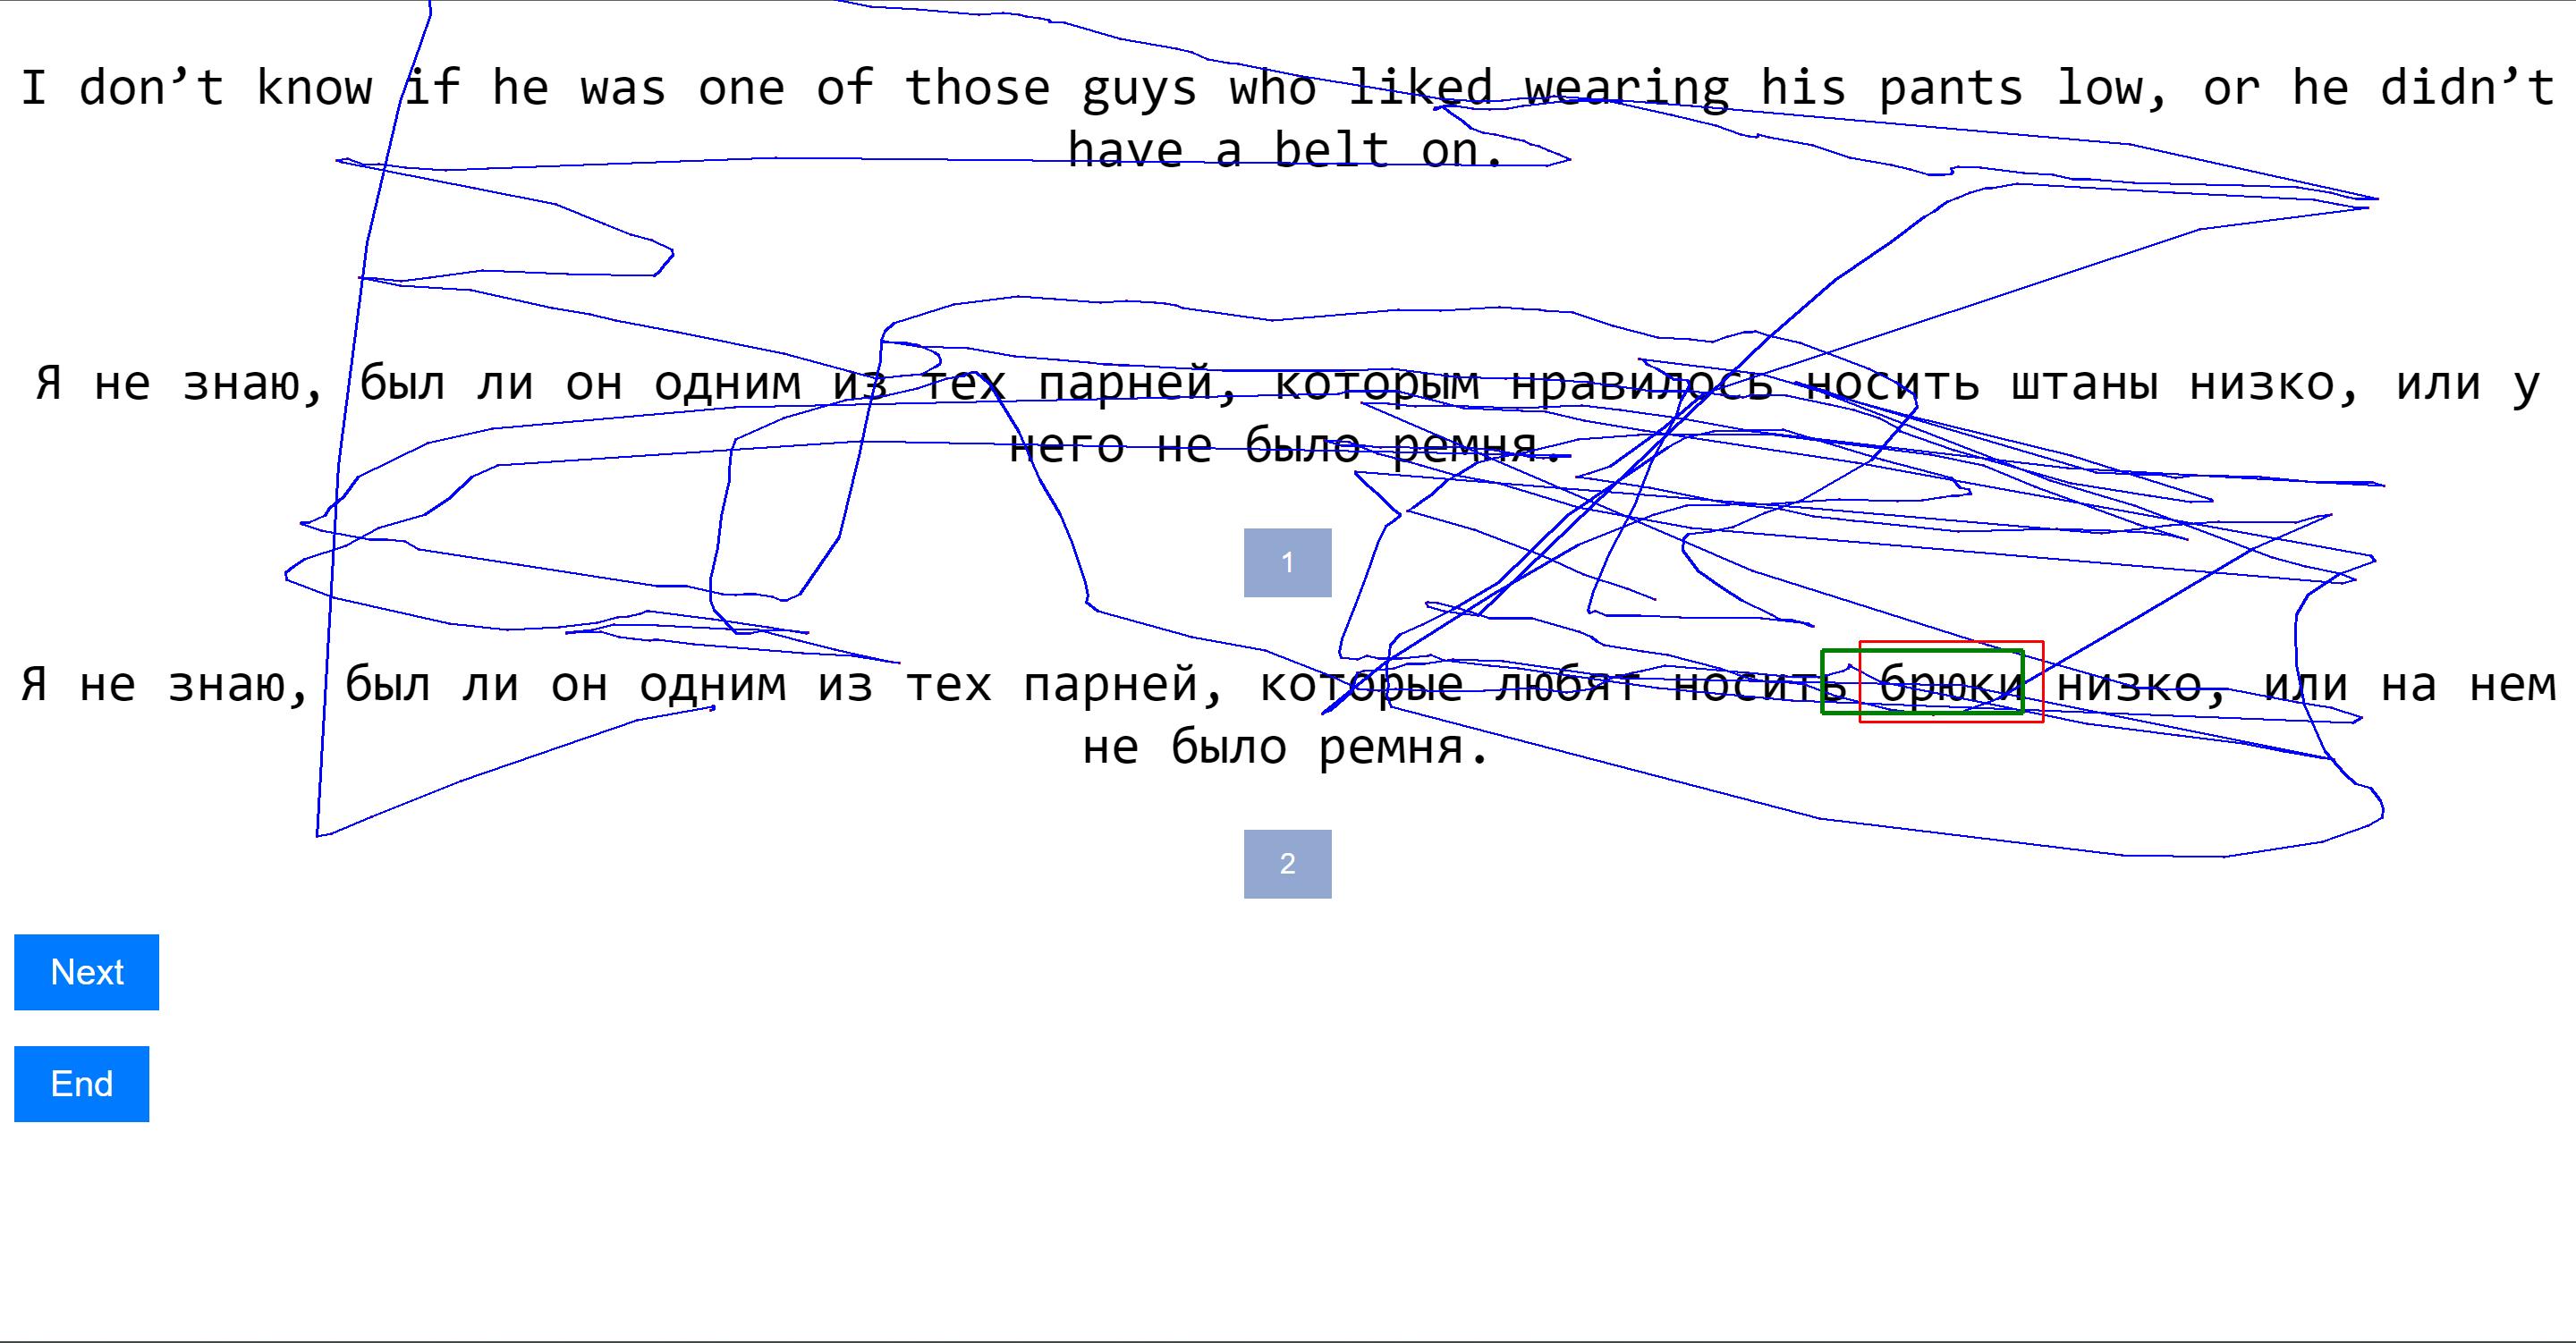 I don’t know if he was one of those guys who liked wearing his pants low, or he didn’t
have a belt on.
Я не знаю, был ли он одним из тех парней, которым нравилось носить штаны низко, или у
него не было ремня.
1
Я не знаю, был ли он одним из тех парней, которые любят носить брюки низко, или на нем
не было ремня.
2
Next
End